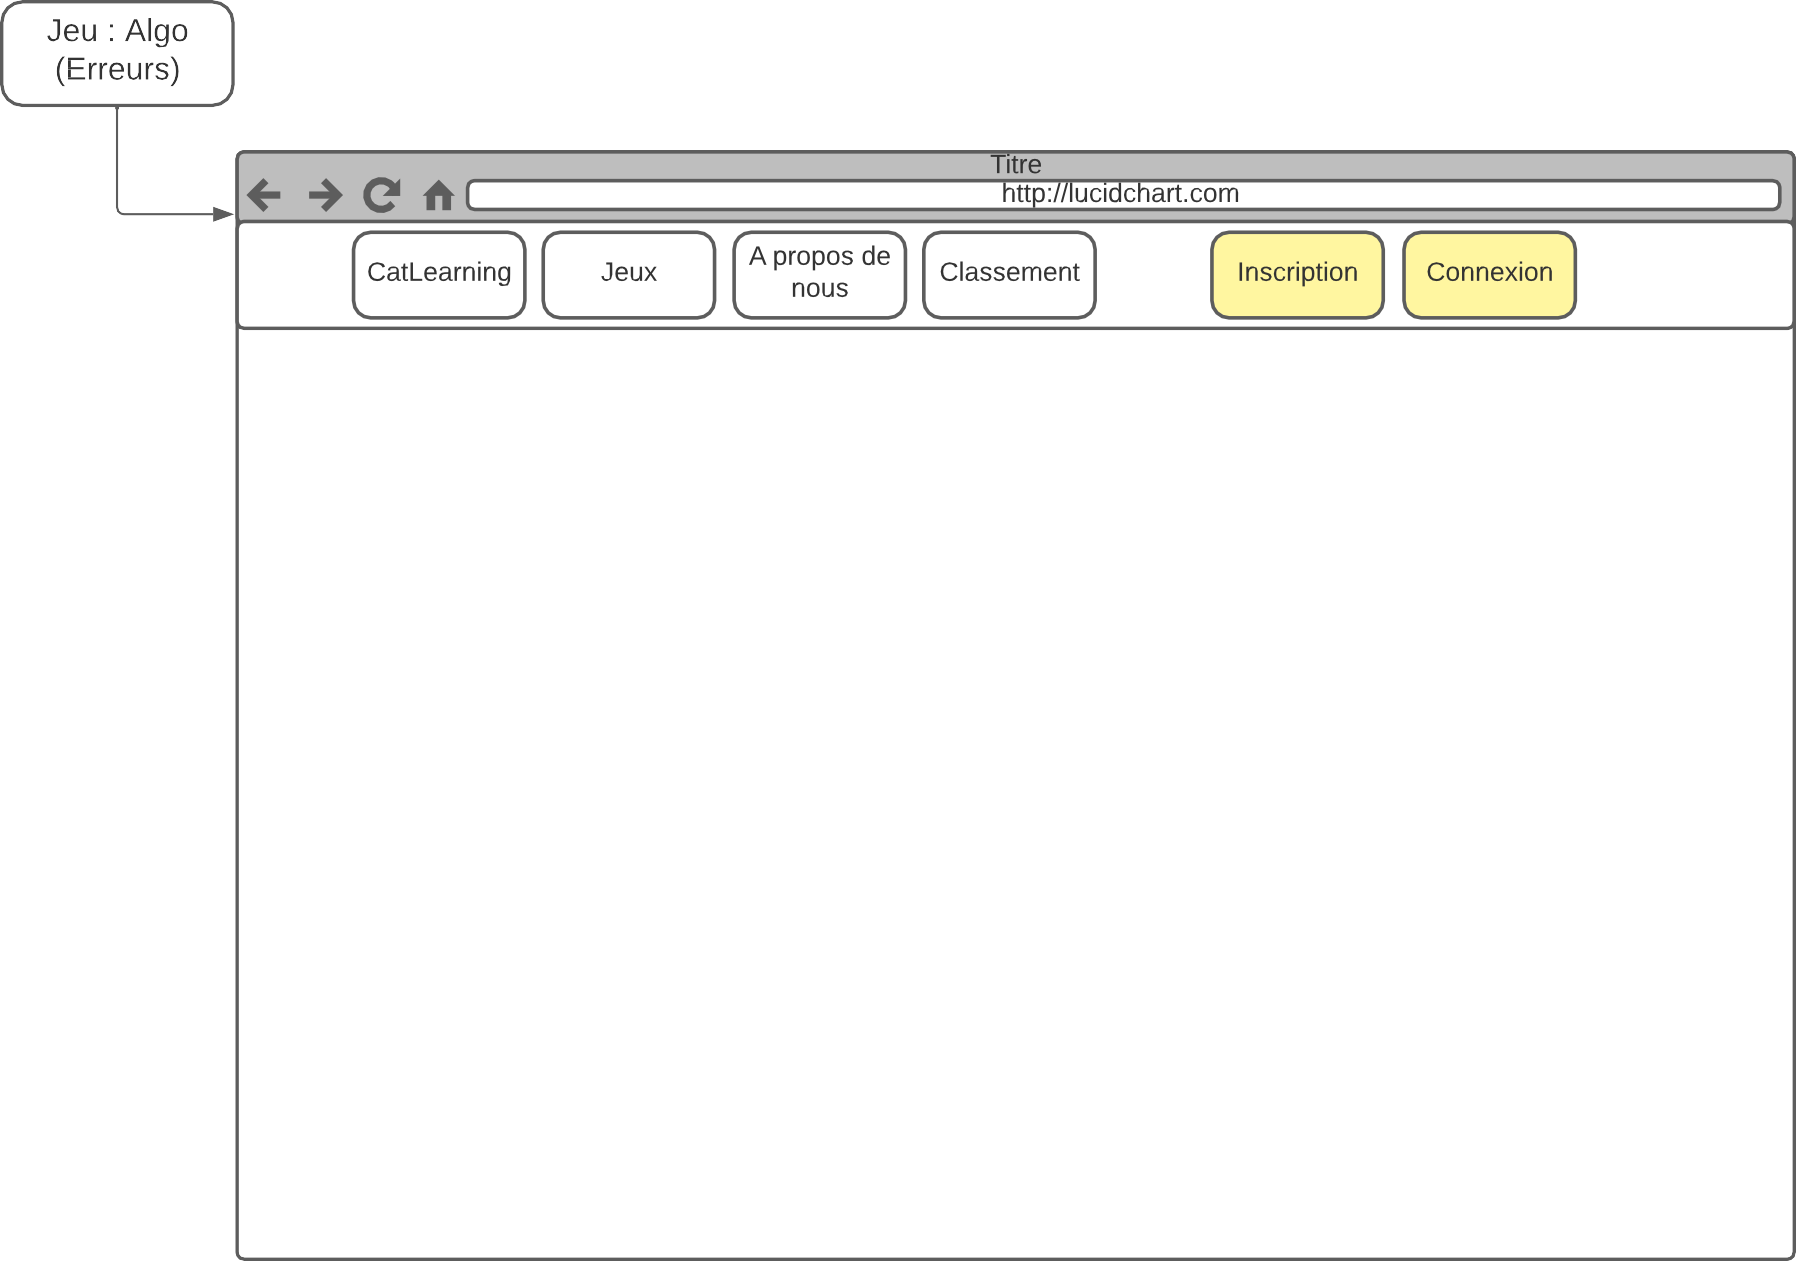 Jeu : Algo
(Erreurs)
Titre
http://lucidchart.com
CatLearning
Jeux
A propos de
nous
Classement
Inscription
Connexion